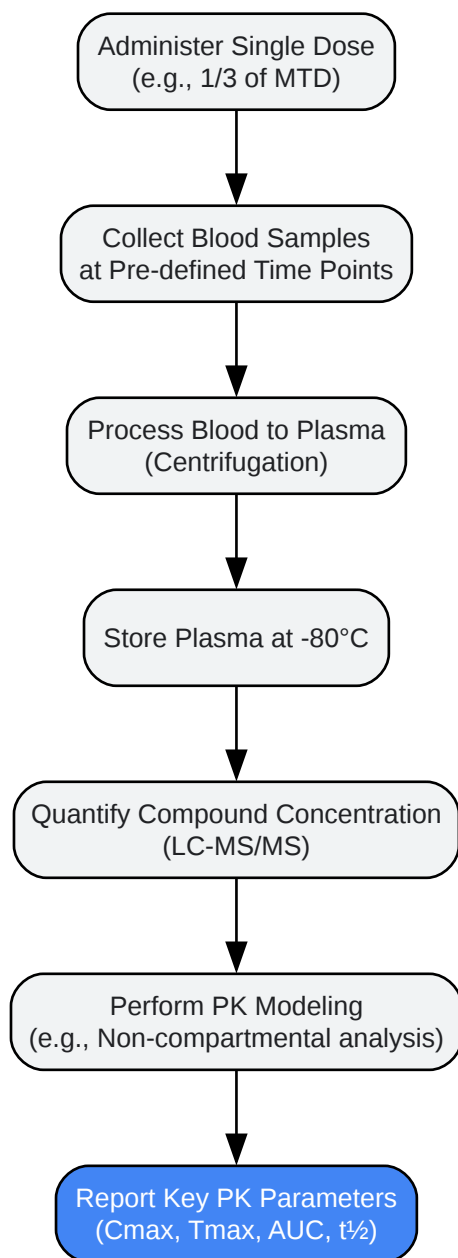 Administer Single Dose
(e.g., 1/3 of MTD)
Collect Blood Samples
at Pre-defined Time Points
Process Blood to Plasma
(Centrifugation)
Store Plasma at -80°C
Quantify Compound Concentration
(LC-MS/MS)
Perform PK Modeling
(e.g., Non-compartmental analysis)
Report Key PK Parameters
(Cmax, Tmax, AUC, t½)